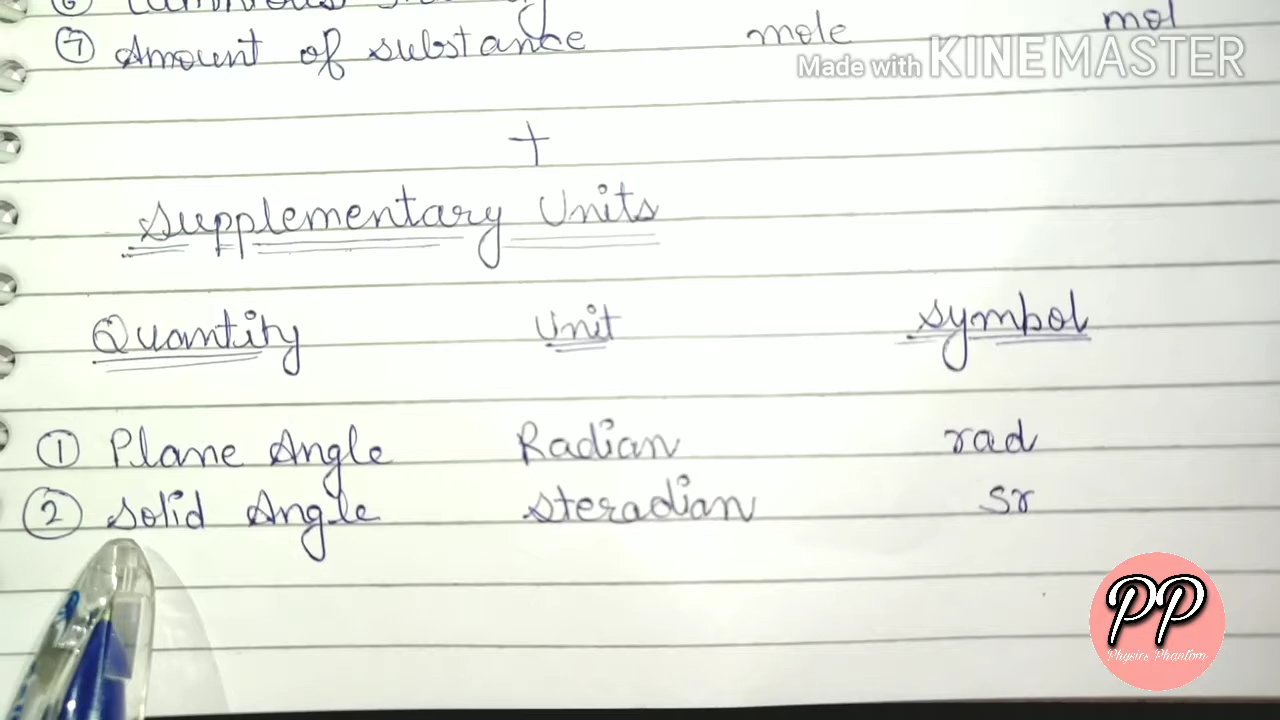 ⑦ Amount of substance mole mol
Made with KINEMASTER
+
Supplementary Units
Quantity Unit Symbol
① Plane Angle Radian rad
② Solid Angle Steradian Sr
PP
Physics Phantom